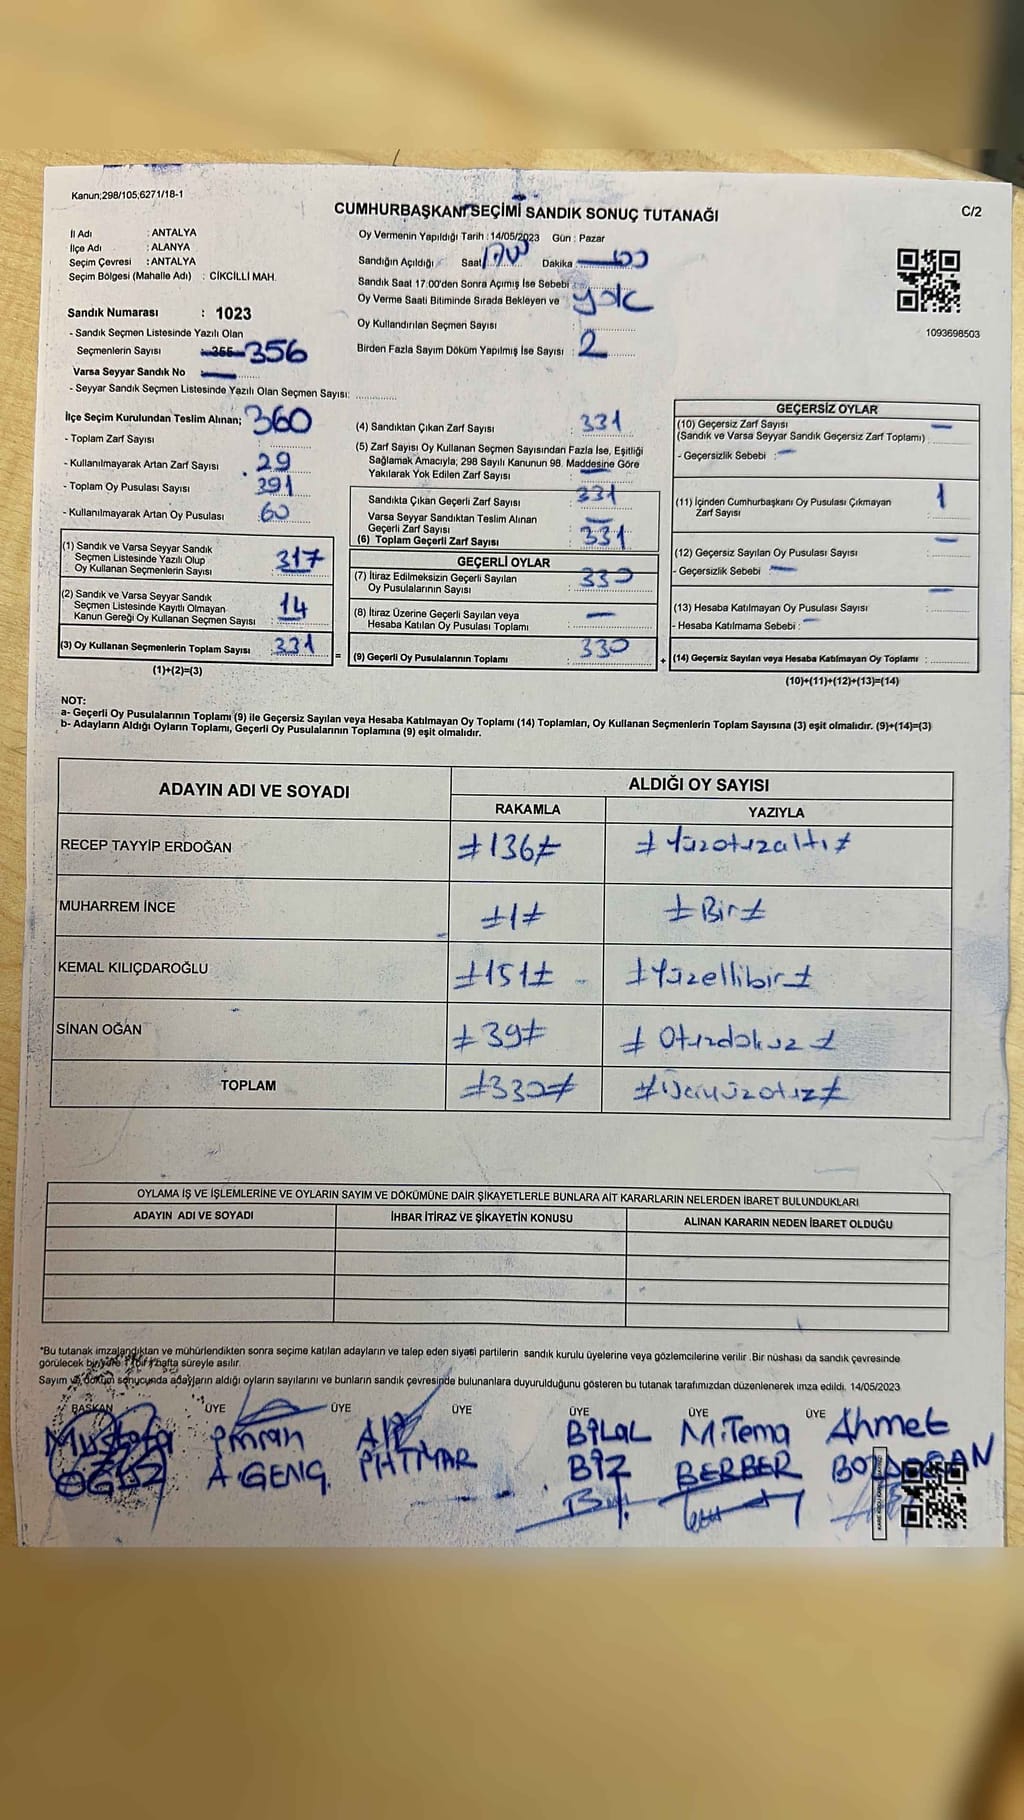 Kanun;298/105;6271/18-1
CUMHURBAŞKANI SEÇİMİ SANDIK SONUÇ TUTANAĞI
C/2
İl Adı : ANTALYA
İlçe Adı : ALANYA
Seçim Çevresi : ANTALYA
Seçim Bölgesi (Mahalle Adı) : CİKCİLLİ MAH.
Sandık Numarası : 1023
- Sandık Seçmen Listesinde Yazılı Olan
Seçmenlerin Sayısı : 355 356
Varsa Seyyar Sandık No
- Seyyar Sandık Seçmen Listesinde Yazılı Olan Seçmen Sayısı:
Oy Vermenin Yapıldığı Tarih : 14/05/2023 Gün : Pazar
Sandığın Açıldığı Saat Dakika
Sandık Saat 17.00'den Sonra Açımış İse Sebebi :
Oy Verme Saati Bitiminde Sırada Bekleyen ve yok
Oy Kullandırılan Seçmen Sayısı :
Birden Fazla Sayım Döküm Yapılmış İse Sayısı : 2
1093698503
İlçe Seçim Kurulundan Teslim Alınan; 360
- Toplam Zarf Sayısı
- Kullanılmayarak Artan Zarf Sayısı : 29
- Toplam Oy Pusulası Sayısı : 391
- Kullanılmayarak Artan Oy Pusulası : 60
(1) Sandık ve Varsa Seyyar Sandık
Seçmen Listesinde Yazılı Olup
Oy Kullanan Seçmenlerin Sayısı : 317
(2) Sandık ve Varsa Seyyar Sandık
Seçmen Listesinde Kayıtlı Olmayan
Kanun Gereği Oy Kullanan Seçmen Sayısı : 14
(3) Oy Kullanan Seçmenlerin Toplam Sayısı : 331
(1)+(2)=(3)
(4) Sandıktan Çıkan Zarf Sayısı : 331
(5) Zarf Sayısı Oy Kullanan Seçmen Sayısından Fazla İse, Eşitliği
Sağlamak Amacıyla; 298 Sayılı Kanunun 98. Maddesine Göre
Yakılarak Yok Edilen Zarf Sayısı :
Sandıkta Çıkan Geçerli Zarf Sayısı : 331
Varsa Seyyar Sandıktan Teslim Alınan
Geçerli Zarf Sayısı :
(6) Toplam Geçerli Zarf Sayısı : 331
GEÇERLİ OYLAR
(7) İtiraz Edilmeksizin Geçerli Sayılan
Oy Pusulalarının Sayısı : 330
(8) İtiraz Üzerine Geçerli Sayılan veya
Hesaba Katılan Oy Pusulası Toplamı :
= (9) Geçerli Oy Pusulalarının Toplamı : 330
GEÇERSİZ OYLAR
(10) Geçersiz Zarf Sayısı
(Sandık ve Varsa Seyyar Sandık Geçersiz Zarf Toplamı)
- Geçersizlik Sebebi :
(11) İçinden Cumhurbaşkanı Oy Pusulası Çıkmayan
Zarf Sayısı : 1
(12) Geçersiz Sayılan Oy Pusulası Sayısı
- Geçersizlik Sebebi :
(13) Hesaba Katılmayan Oy Pusulası Sayısı
- Hesaba Katılmama Sebebi :
+ (14) Geçersiz Sayılan veya Hesaba Katılmayan Oy Toplamı :
(10)+(11)+(12)+(13)=(14)
NOT:
a- Geçerli Oy Pusulalarının Toplamı (9) ile Geçersiz Sayılan veya Hesaba Katılmayan Oy Toplamı (14) Toplamları, Oy Kullanan Seçmenlerin Toplam Sayısına (3) eşit olmalıdır. (9)+(14)=(3)
b- Adayların Aldığı Oyların Toplamı, Geçerli Oy Pusulalarının Toplamına (9) eşit olmalıdır.
ADAYIN ADI VE SOYADI ALDIĞI OY SAYISI
RAKAMLA YAZIYLA
RECEP TAYYİP ERDOĞAN ≠136≠ ≠ Yüzotuzaltı ≠
MUHARREM İNCE ≠1≠ ≠ Bir ≠
KEMAL KILIÇDAROĞLU ≠151≠ ≠ Yüzellibir ≠
SİNAN OĞAN ≠39≠ ≠ Otuzdokuz ≠
TOPLAM ≠330≠ ≠ Üçyüzotuz ≠
OYLAMA İŞ VE İŞLEMLERİNE VE OYLARIN SAYIM VE DÖKÜMÜNE DAİR ŞİKAYETLERLE BUNLARA AİT KARARLARIN NELERDEN İBARET BULUNDUKLARI
ADAYIN ADI VE SOYADI İHBAR İTİRAZ VE ŞİKAYETİN KONUSU ALINAN KARARIN NEDEN İBARET OLDUĞU
*Bu tutanak imzalandıktan ve mühürlendikten sonra seçime katılan adayların ve talep eden siyasi partilerin sandık kurulu üyelerine veya gözlemcilerine verilir .Bir nüshası da sandık çevresinde
görülecek bir yere 1 (bir ) hafta süreyle asılır.
Sayım ve döküm sonucunda adayların aldığı oyların sayılarını ve bunların sandık çevresinde bulunanlara duyurulduğunu gösteren bu tutanak tarafımızdan düzenlenerek imza edildi. 14/05/2023
BAŞKAN ÜYE ÜYE ÜYE ÜYE ÜYE ÜYE
Mustafa BİLAL M.Tema Ahmet
OĞUZ A GENÇ BİZ BERBER